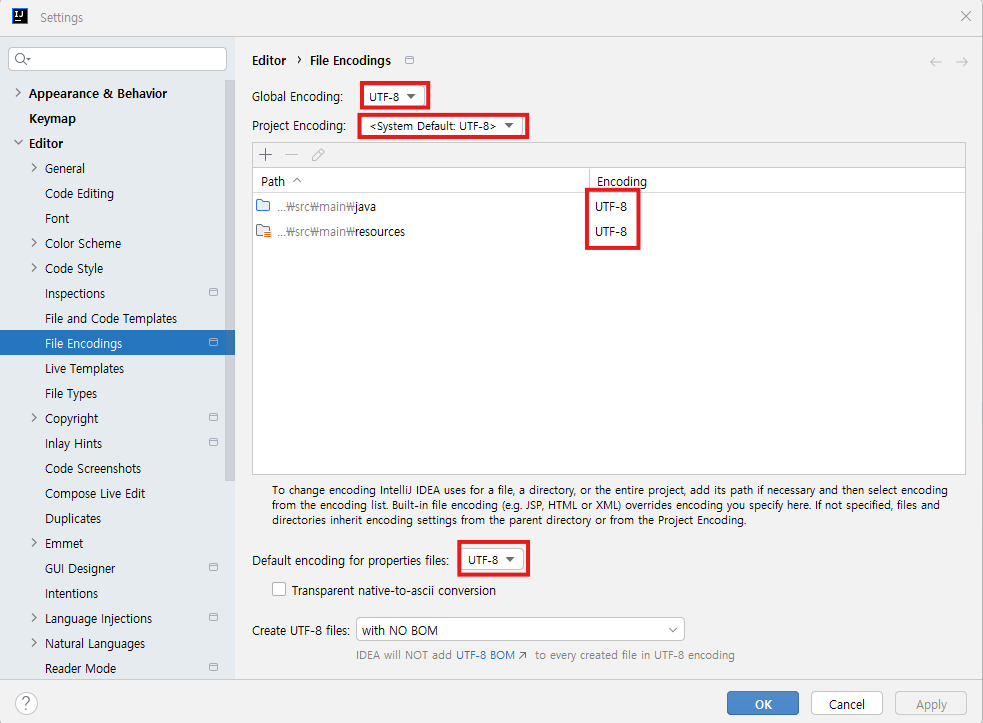 IJ
Settings
Appearance & Behavior
Keymap
Editor
General
Code Editing
Font
Color Scheme
Code Style
Inspections
File and Code Templates
File Encodings
Live Templates
File Types
Copyright
Inlay Hints
Code Screenshots
Compose Live Edit
Duplicates
Emmet
GUI Designer
Intentions
Language Injections
Natural Languages
Reader Mode
Editor › File Encodings
Global Encoding: UTF-8
Project Encoding: <System Default: UTF-8>
Path Encoding
...₩src₩main₩java UTF-8
...₩src₩main₩resources UTF-8
To change encoding IntelliJ IDEA uses for a file, a directory, or the entire project, add its path if necessary and then select encoding
from the encoding list. Built-in file encoding (e.g. JSP, HTML or XML) overrides encoding you specify here. If not specified, files and
directories inherit encoding settings from the parent directory or from the Project Encoding.
Default encoding for properties files: UTF-8
Transparent native-to-ascii conversion
Create UTF-8 files: with NO BOM
IDEA will NOT add UTF-8 BOM ↗ to every created file in UTF-8 encoding
?
OK
Cancel
Apply